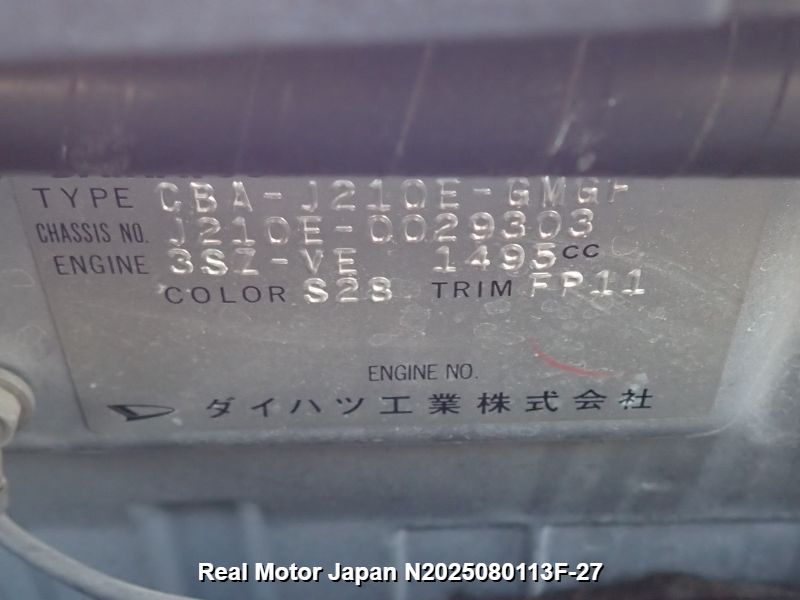 TYPE CBA-J210E-GMGF
CHASSIS NO. J210E-0029303
ENGINE 3SZ-VE 1495CC
COLOR S28 TRIM FP11
ENGINE NO.
ダイハツ工業株式会社
Real Motor Japan N2025080113F-27